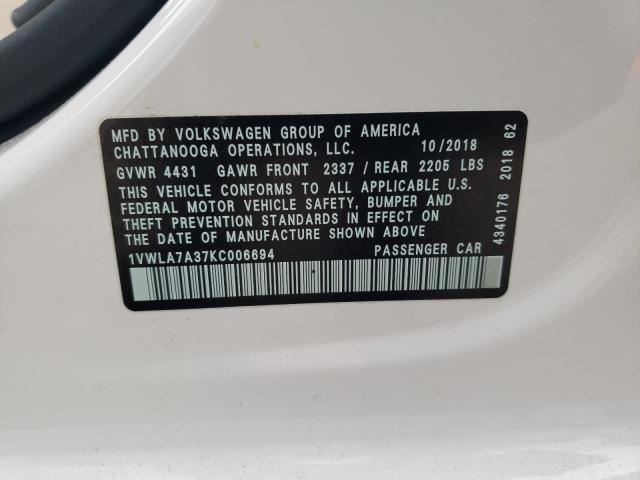 MFD BY VOLKSWAGEN GROUP OF AMERICA
CHATTANOOGA OPERATIONS, LLC. 10/2018
GVWR 4431 GAWR FRONT 2337 / REAR 2205 LBS
THIS VEHICLE CONFORMS TO ALL APPLICABLE U.S.
FEDERAL MOTOR VEHICLE SAFETY, BUMPER AND
THEFT PREVENTION STANDARDS IN EFFECT ON
THE DATE OF MANUFACTURE SHOWN ABOVE
1VWLA7A37KC006694 PASSENGER CAR
4340176 2018 62